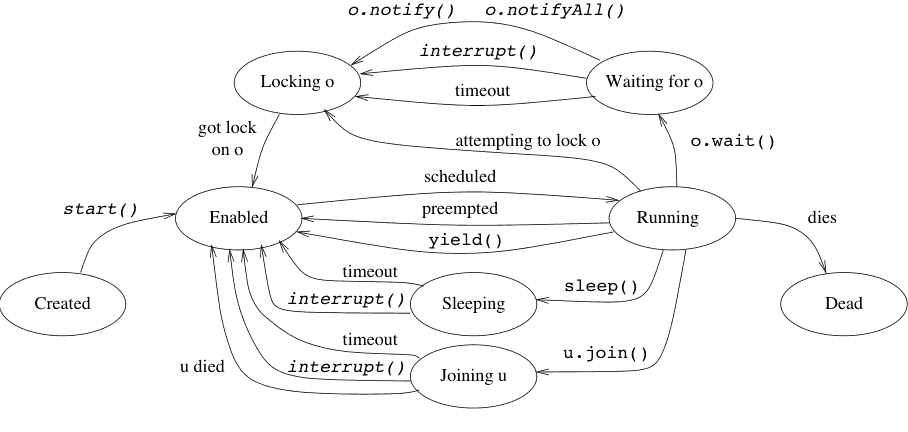 o.notify() o.notifyAll()
interrupt()
Locking o
Waiting for o
timeout
got lock
on o
attempting to lock o
o.wait()
scheduled
start()
Enabled
preempted
Running
dies
yield()
timeout
sleep()
Created
interrupt()
Sleeping
Dead
timeout
u.join()
u died
interrupt()
Joining u